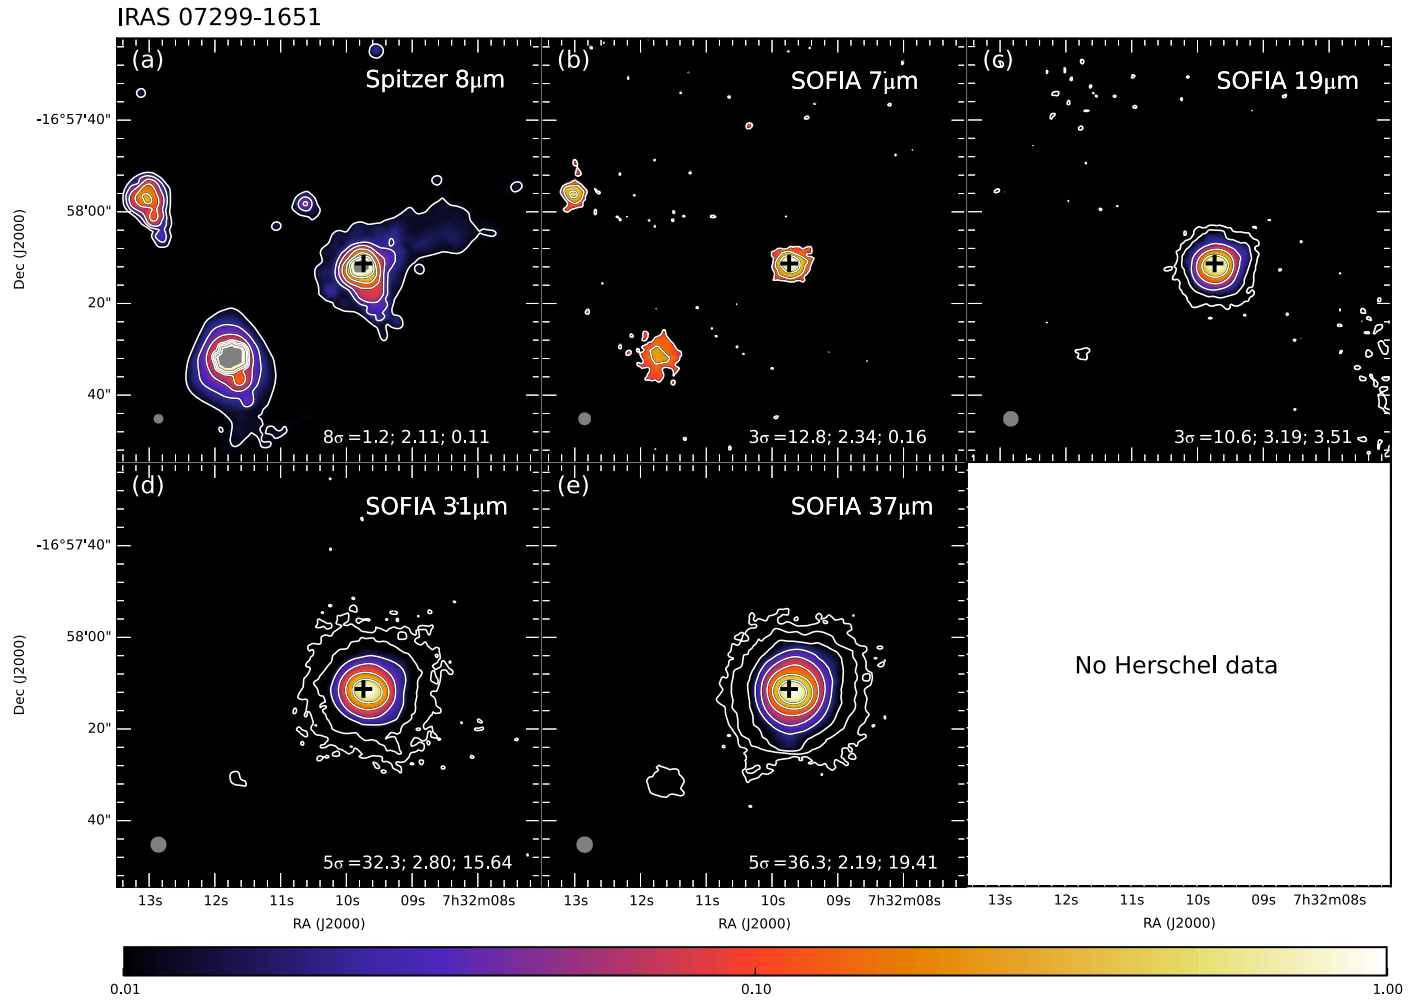 IRAS 07299-1651
(a)
Spitzer 8μm
(b)
SOFIA 7μm
(c)
SOFIA 19μm
-16°57'40"
58'00"
20"
40"
Dec (J2000)
8σ=1.2; 2.11; 0.11
3σ=12.8; 2.34; 0.16
3σ=10.6; 3.19; 3.51
(d)
SOFIA 31μm
(e)
SOFIA 37μm
-16°57'40"
58'00"
20"
40"
Dec (J2000)
No Herschel data
5σ=32.3; 2.80; 15.64
5σ=36.3; 2.19; 19.41
13s 12s 11s 10s 09s 7h32m08s
13s 12s 11s 10s 09s 7h32m08s
13s 12s 11s 10s 09s 7h32m08s
RA (J2000)
RA (J2000)
RA (J2000)
0.01 0.10 1.00